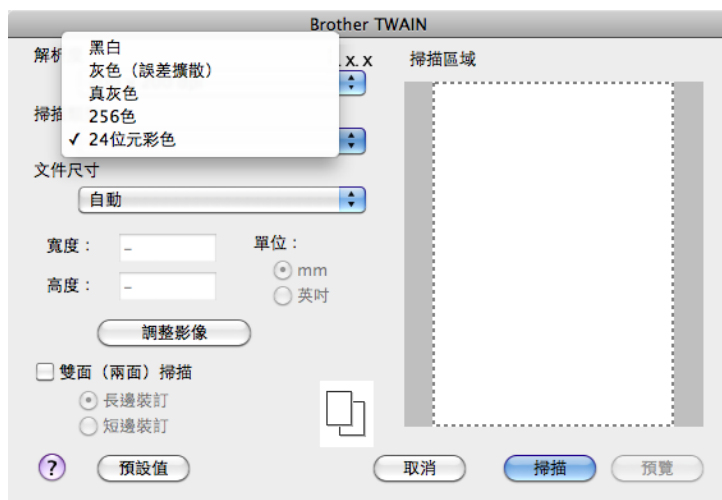 Brother TWAIN
解析
x. x
掃描區域
黑白
灰色（誤差擴散）
真灰色
256色
✓ 24位元彩色
掃描
文件尺寸
自動
寬度：
–
單位：
mm
高度：
–
英吋
調整影像
雙面（兩面）掃描
長邊裝訂
短邊裝訂
?
預設值
取消
掃描
預覽